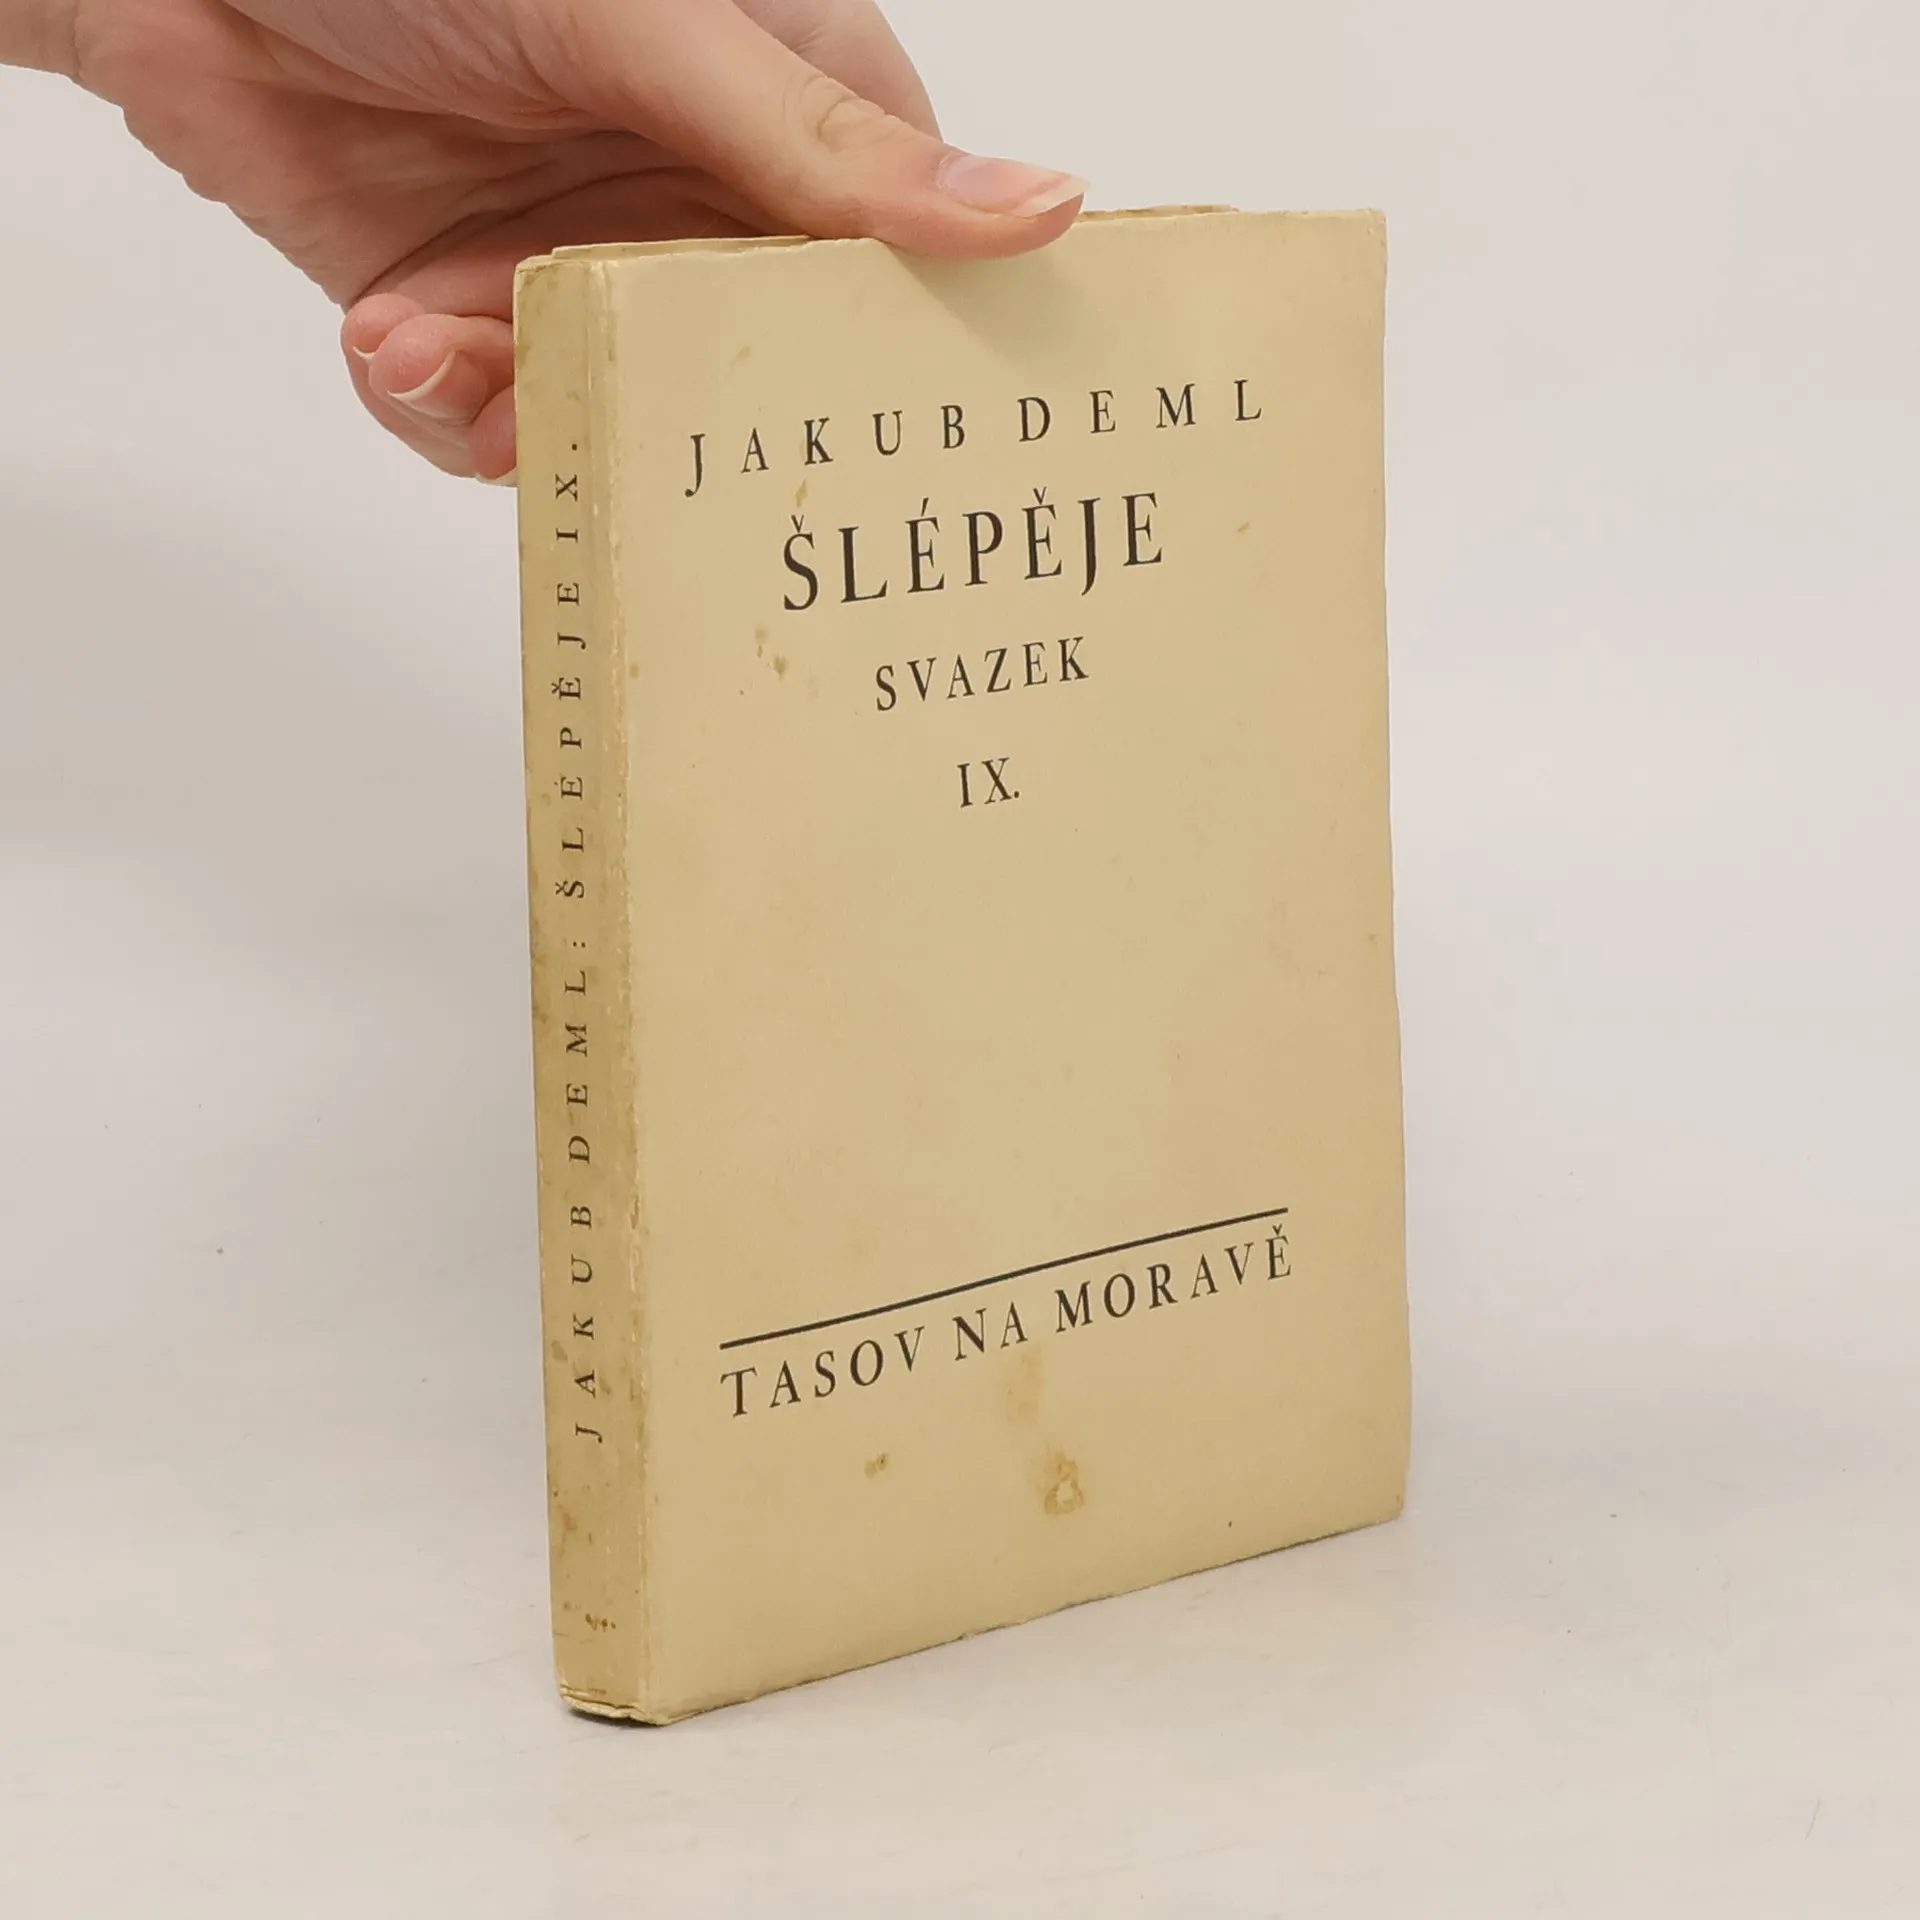 JAKUB DEML
ŠLÉPĚJE
SVAZEK
IX.
TASOV NA MORAVĚ
JAKUB DEML: ŠLÉPĚJE IX.